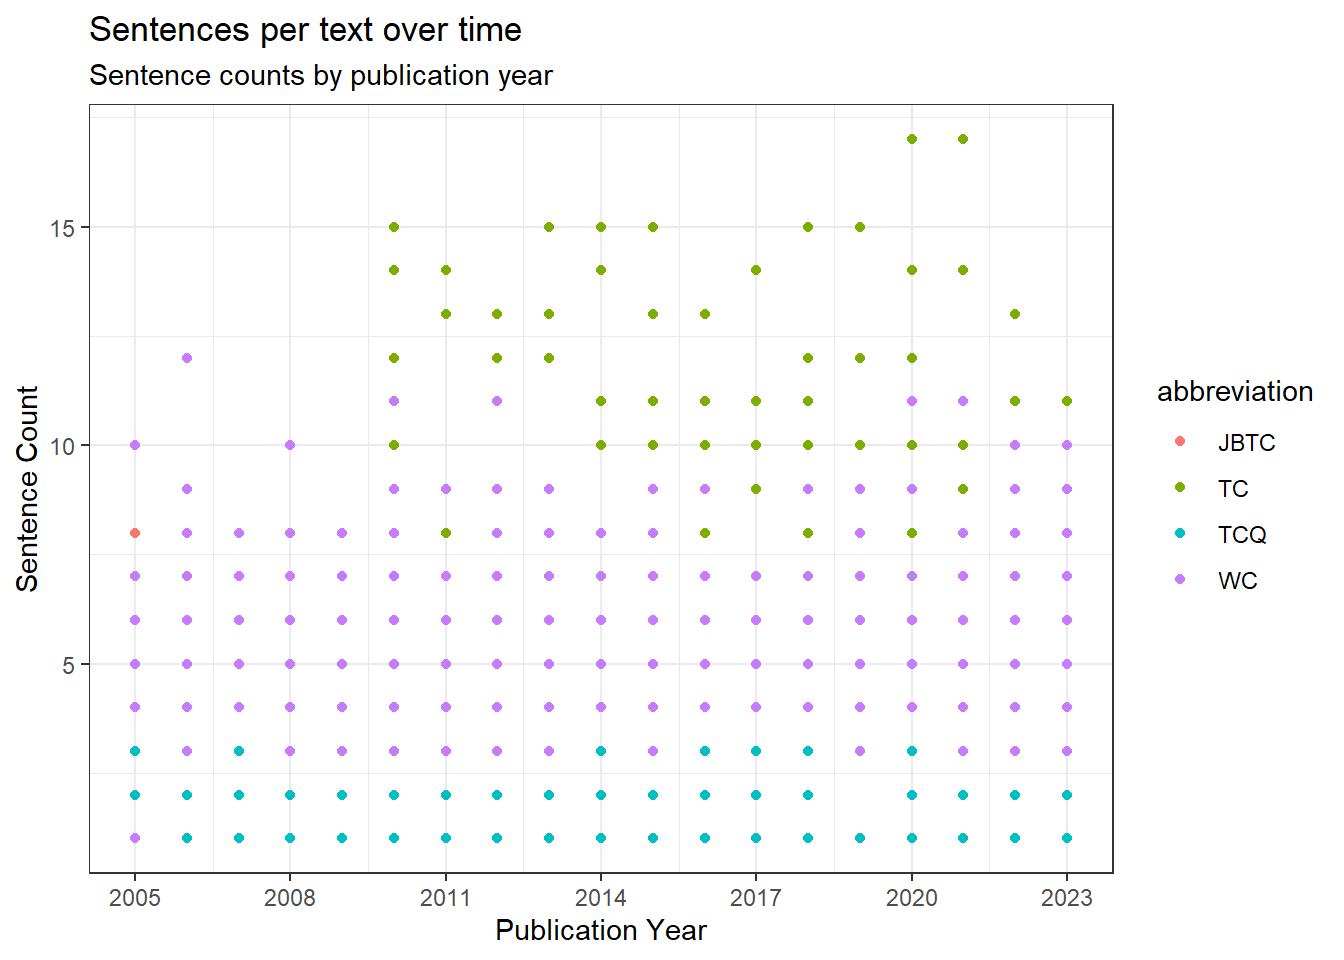 Sentences per text over time
Sentence counts by publication year
15
10
5
Sentence Count
2005 2008 2011 2014 2017 2020 2023
Publication Year
abbreviation
JBTC
TC
TCQ
WC